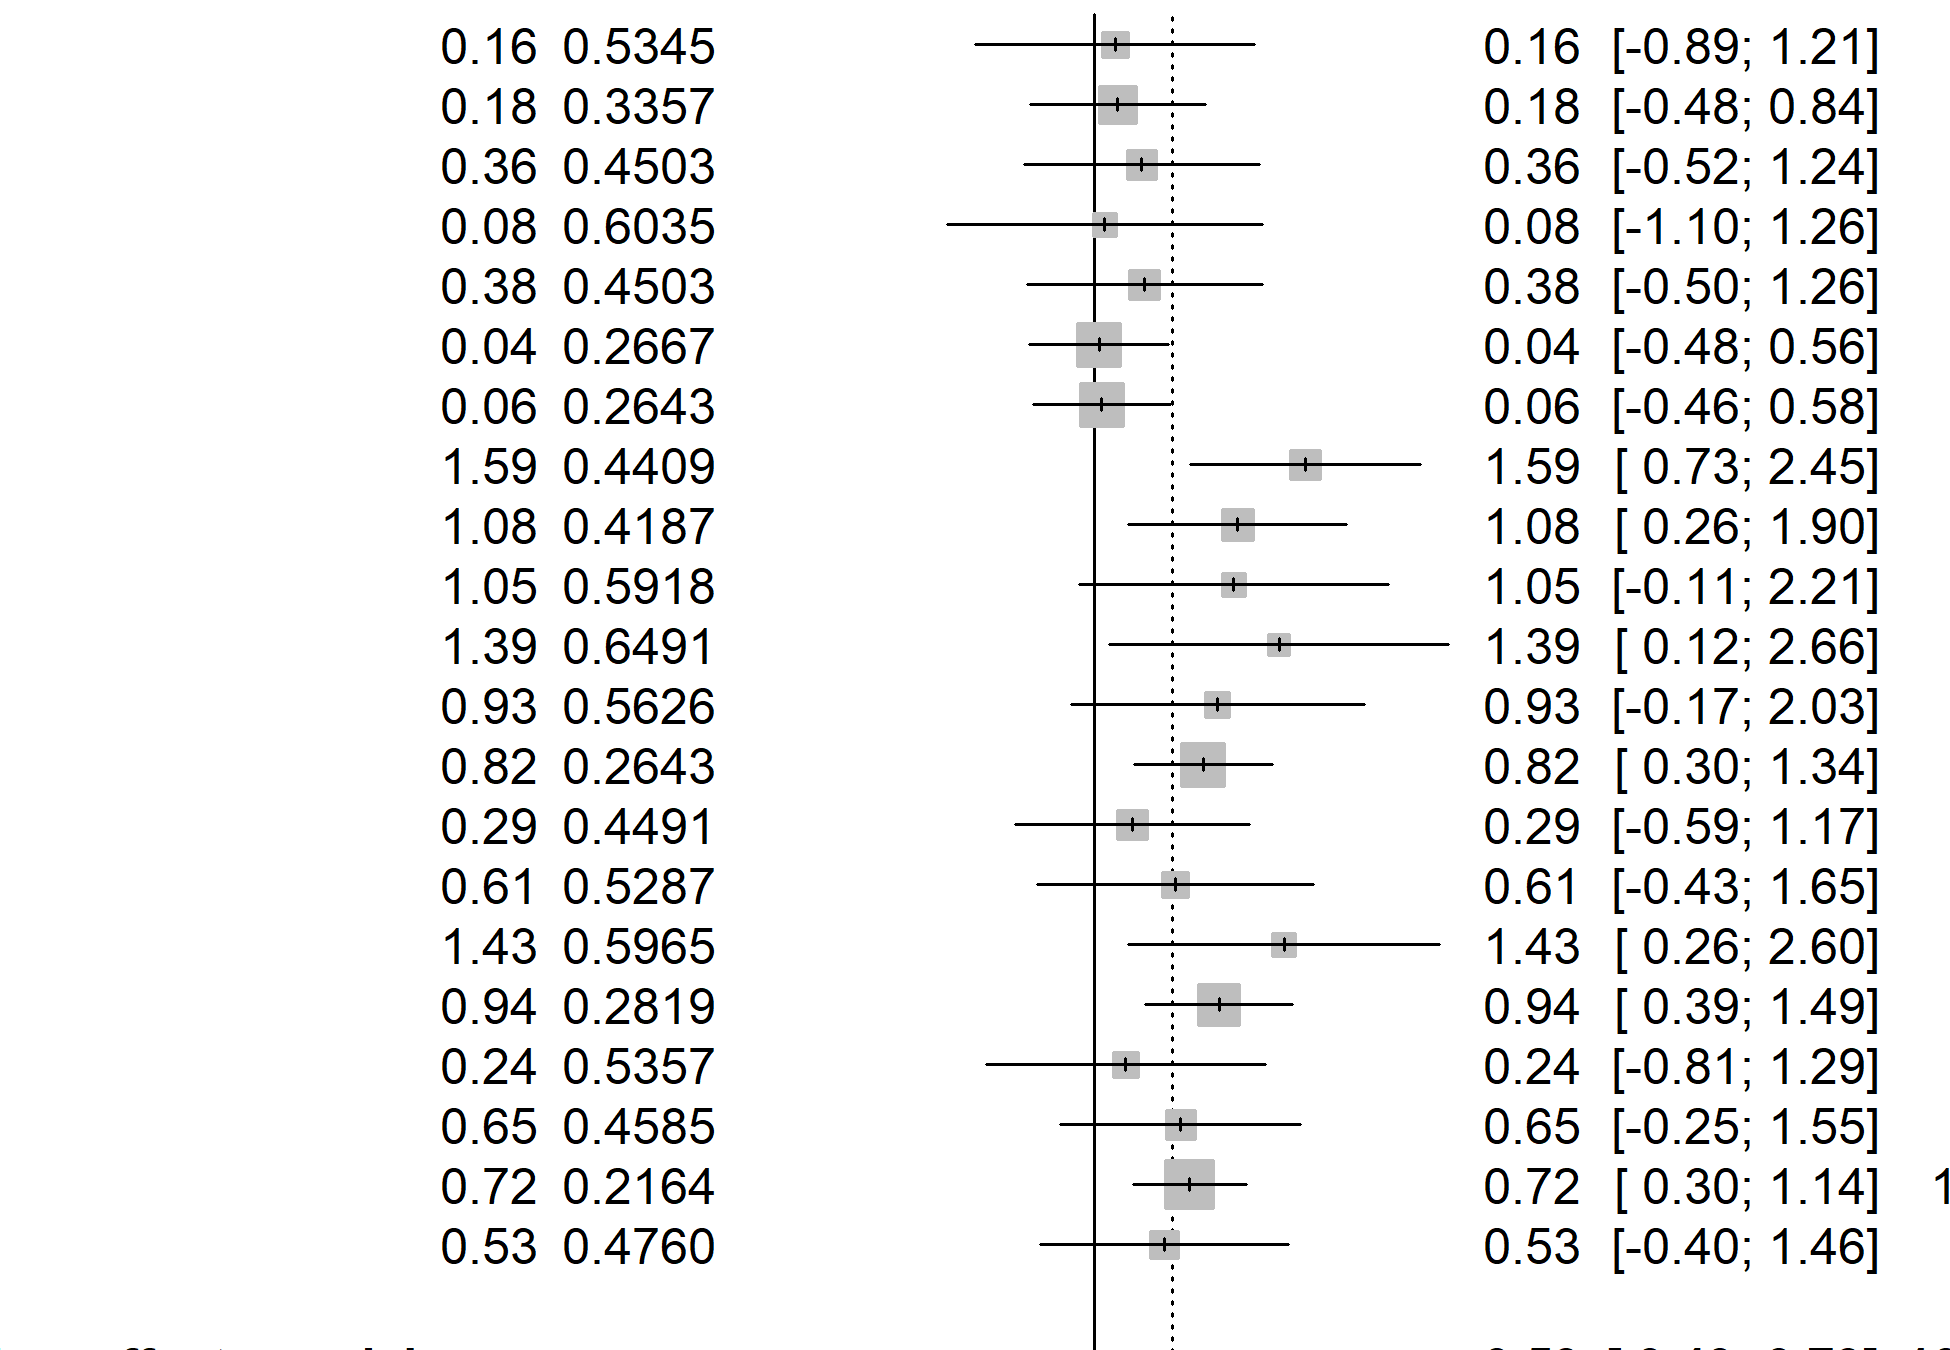 0.16 0.5345 0.16 [-0.89; 1.21]
0.18 0.3357 0.18 [-0.48; 0.84]
0.36 0.4503 0.36 [-0.52; 1.24]
0.08 0.6035 0.08 [-1.10; 1.26]
0.38 0.4503 0.38 [-0.50; 1.26]
0.04 0.2667 0.04 [-0.48; 0.56]
0.06 0.2643 0.06 [-0.46; 0.58]
1.59 0.4409 1.59 [ 0.73; 2.45]
1.08 0.4187 1.08 [ 0.26; 1.90]
1.05 0.5918 1.05 [-0.11; 2.21]
1.39 0.6491 1.39 [ 0.12; 2.66]
0.93 0.5626 0.93 [-0.17; 2.03]
0.82 0.2643 0.82 [ 0.30; 1.34]
0.29 0.4491 0.29 [-0.59; 1.17]
0.61 0.5287 0.61 [-0.43; 1.65]
1.43 0.5965 1.43 [ 0.26; 2.60]
0.94 0.2819 0.94 [ 0.39; 1.49]
0.24 0.5357 0.24 [-0.81; 1.29]
0.65 0.4585 0.65 [-0.25; 1.55]
0.72 0.2164 0.72 [ 0.30; 1.14] 1
0.53 0.4760 0.53 [-0.40; 1.46]